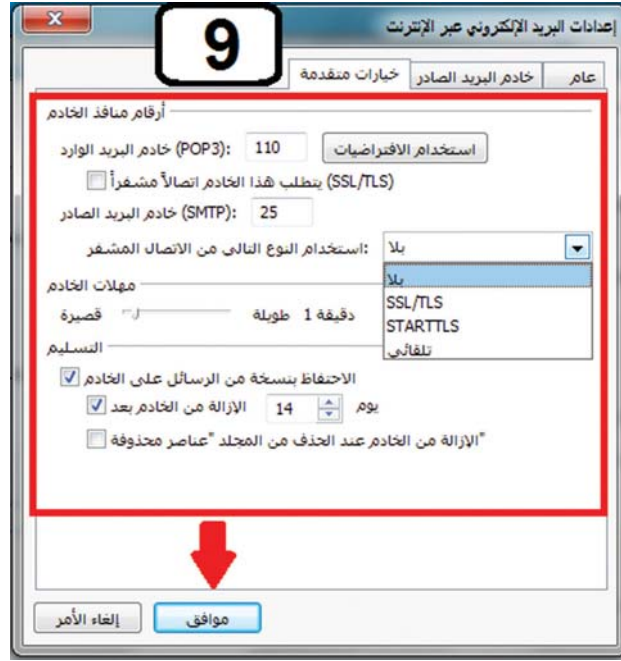 إعدادات البريد الإلكتروني عبر الإنترنت
9
عام
خادم البريد الصادر
خيارات متقدمة
أرقام منافذ الخادم
خادم البريد الوارد (POP3): 110 استخدام الافتراضيات
يتطلب هذا الخادم اتصالاً مشفراً (SSL/TLS)
خادم البريد الصادر (SMTP): 25
استخدام النوع التالي من الاتصال المشفر: بلا
بلا
SSL/TLS
STARTTLS
تلقائي
مهلات الخادم
قصيرة طويلة 1 دقيقة
التسليم
الاحتفاظ بنسخة من الرسائل على الخادم
الإزالة من الخادم بعد 14 يوم
الإزالة من الخادم عند الحذف من المجلد "عناصر محذوفة"
موافق
إلغاء الأمر